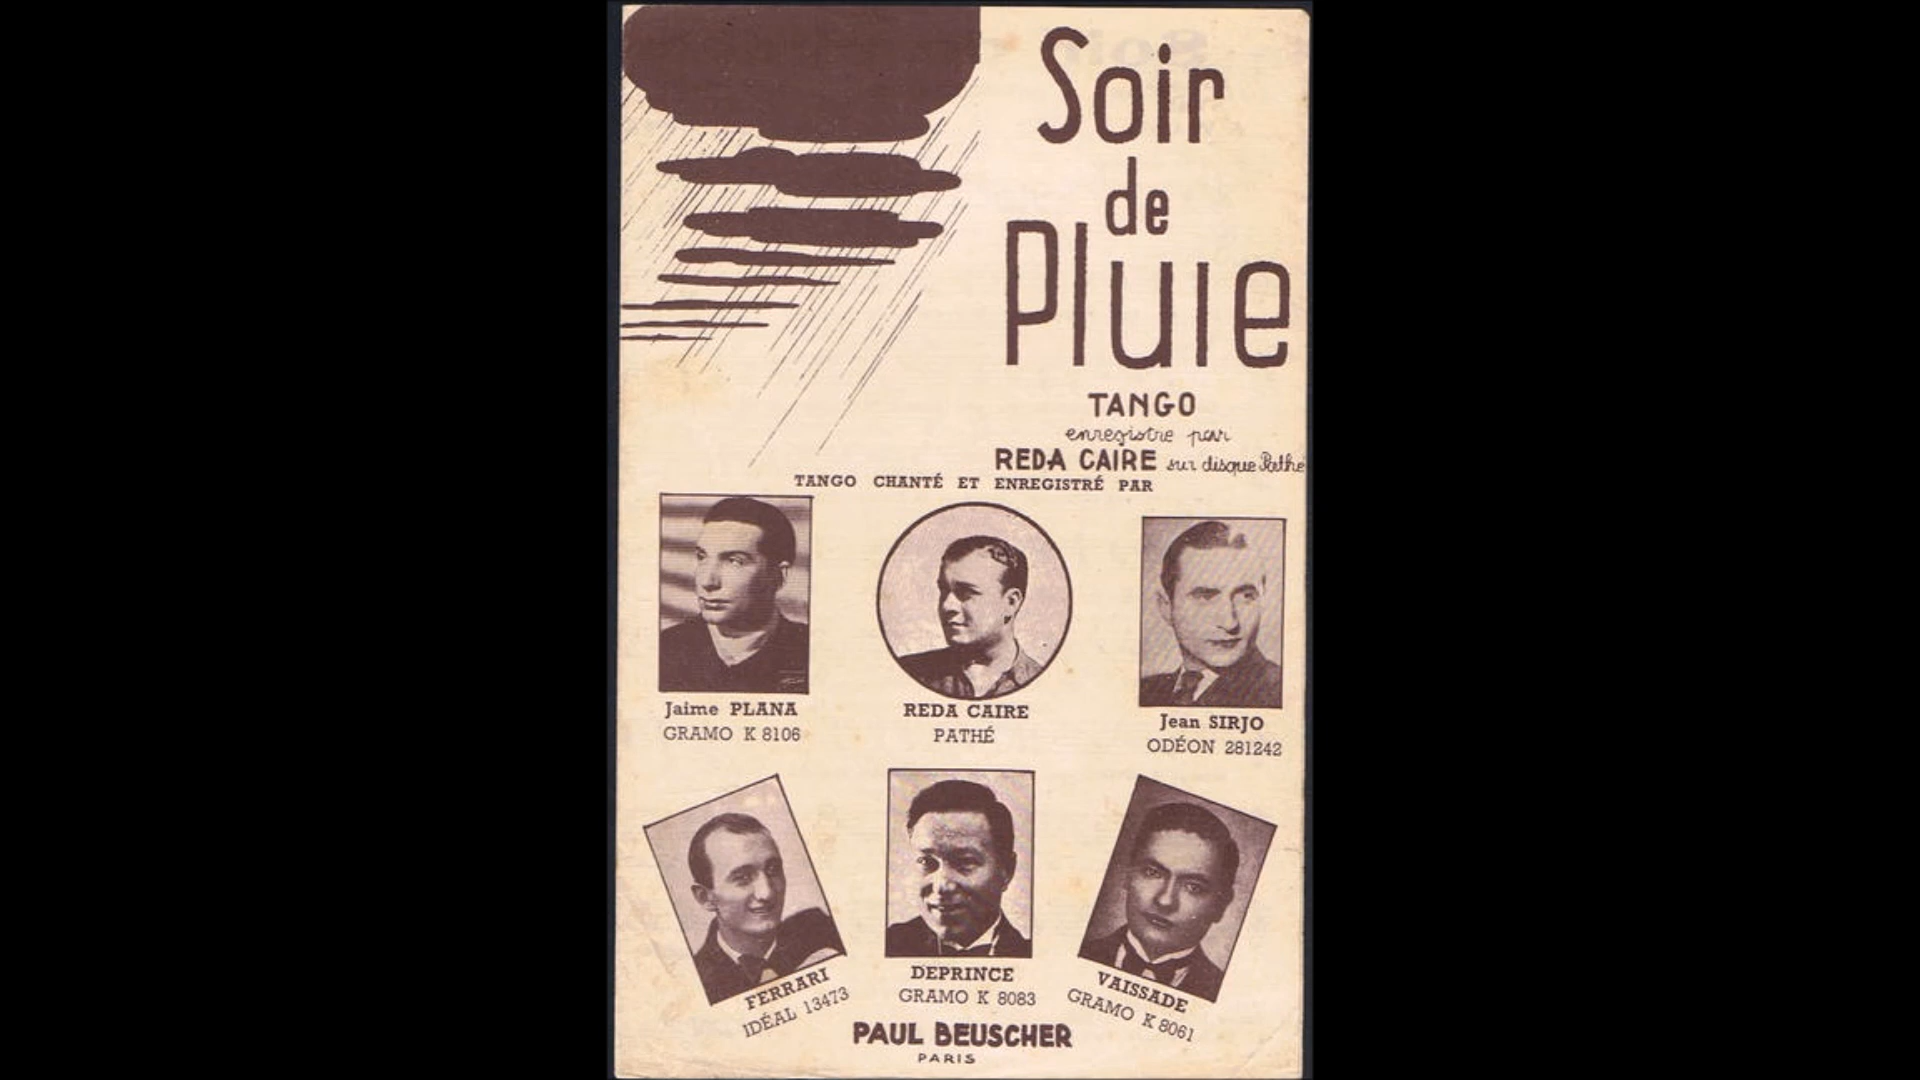 Soir
de
Pluie
TANGO
enregistre par
REDA CAIRE sur disque Pathé
TANGO CHANTÉ ET ENREGISTRÉ PAR
Jaime PLANA
GRAMO K 8106
REDA CAIRE
PATHÉ
Jean SIRJO
ODÉON 281242
FERRARI
IDÉAL 13473
DEPRINCE
GRAMO K 8083
VAISSADE
GRAMO K 8061
PAUL BEUSCHER
PARIS